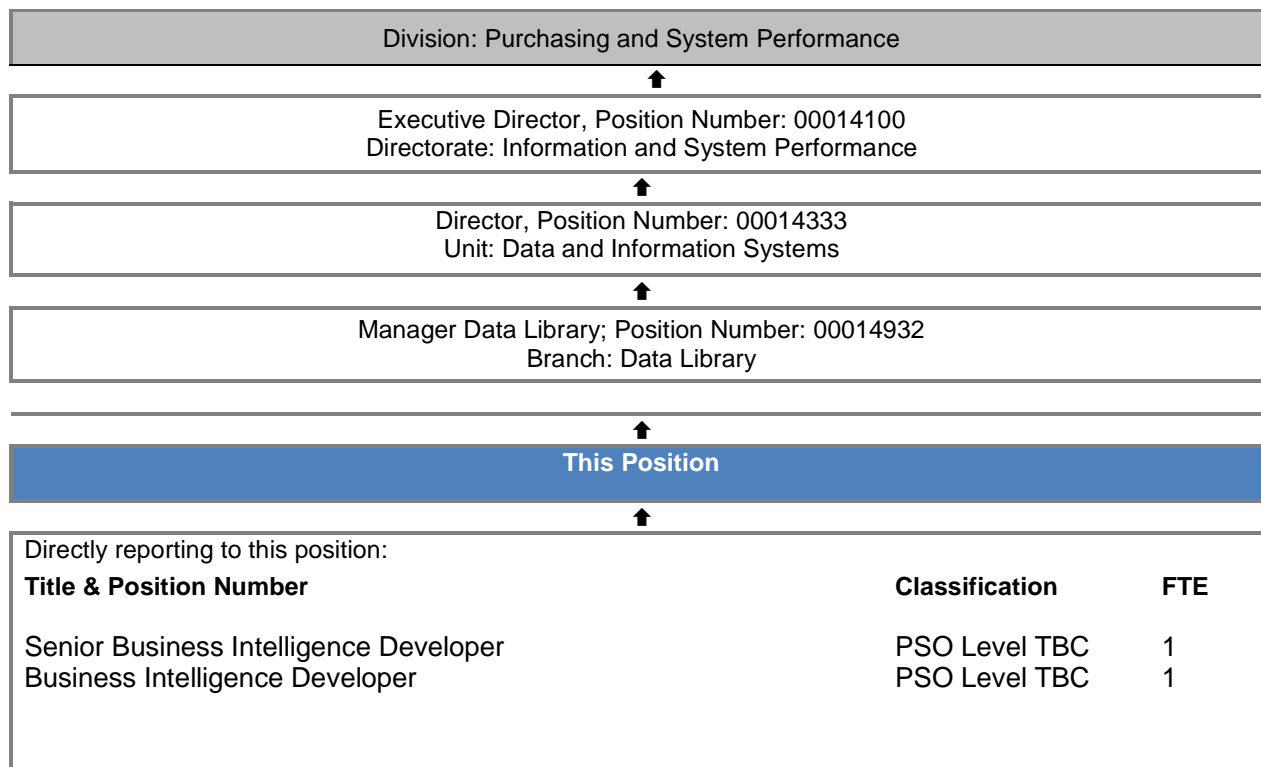 Division: Purchasing and System Performance
Executive Director, Position Number: 00014100
Directorate: Information and System Performance
Director, Position Number: 00014333
Unit: Data and Information Systems
Manager Data Library; Position Number: 00014932
Branch: Data Library
This Position
Directly reporting to this position:
Title & Position Number Classification FTE
Senior Business Intelligence Developer PSO Level TBC 1
Business Intelligence Developer PSO Level TBC 1